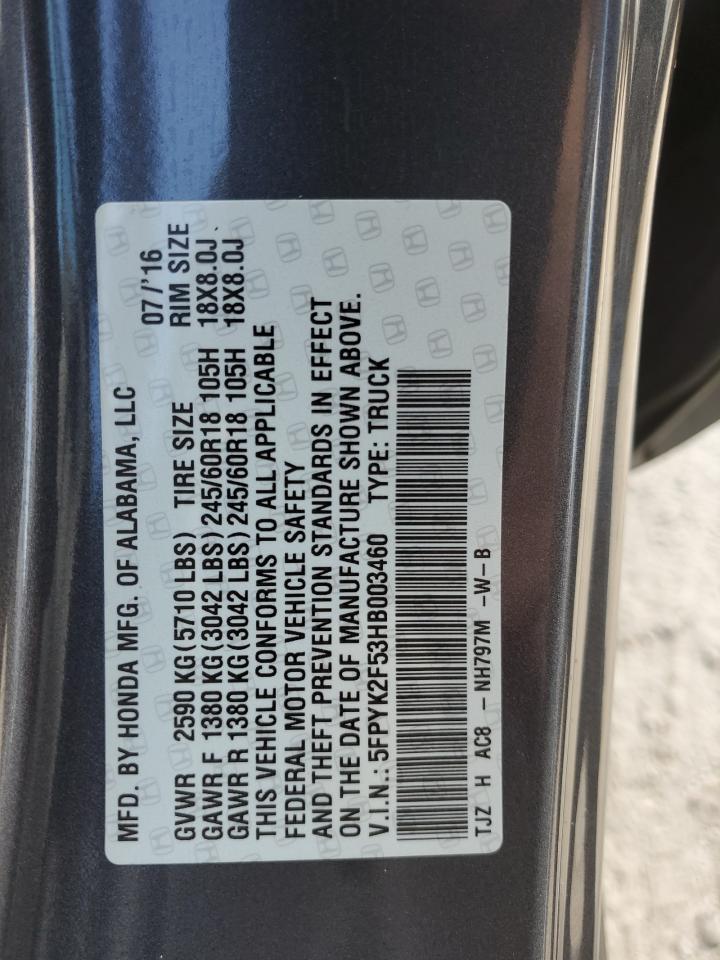 MFD. BY HONDA MFG. OF ALABAMA, LLC 07/'16
GVWR 2590 KG(5710 LBS) TIRE SIZE RIM SIZE
GAWR F 1380 KG(3042 LBS)245/60R18 105H 18X8.0J
GAWR R 1380 KG(3042 LBS)245/60R18 105H 18X8.0J
THIS VEHICLE CONFORMS TO ALL APPLICABLE
FEDERAL MOTOR VEHICLE SAFETY
AND THEFT PREVENTION STANDARDS IN EFFECT
ON THE DATE OF MANUFACTURE SHOWN ABOVE.
V.I.N.: 5FPYK2F53HB003460 TYPE: TRUCK
TJZ H AC8 - NH797M -W-B